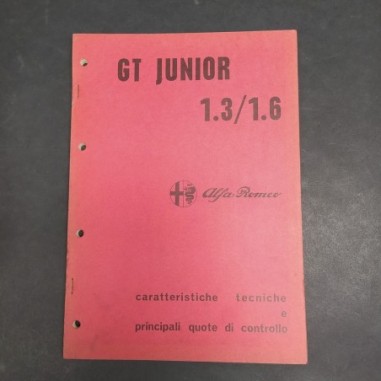 GT JUNIOR
1.3/1.6
Alfa Romeo
caratteristiche tecniche
e
principali quote di controllo